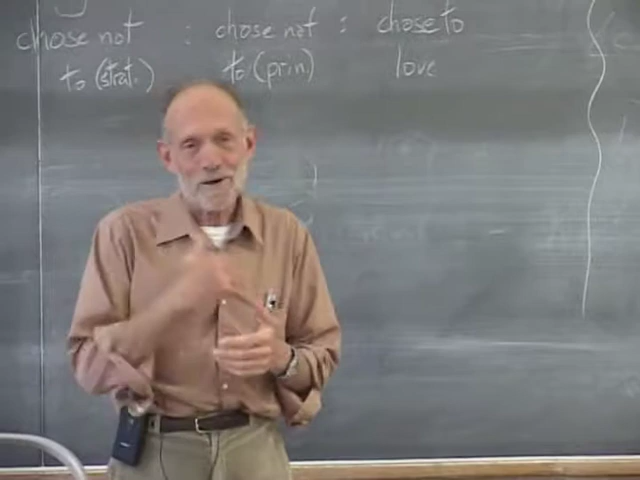 chose not : chose not : chose to
to (strat.) to (prin) love